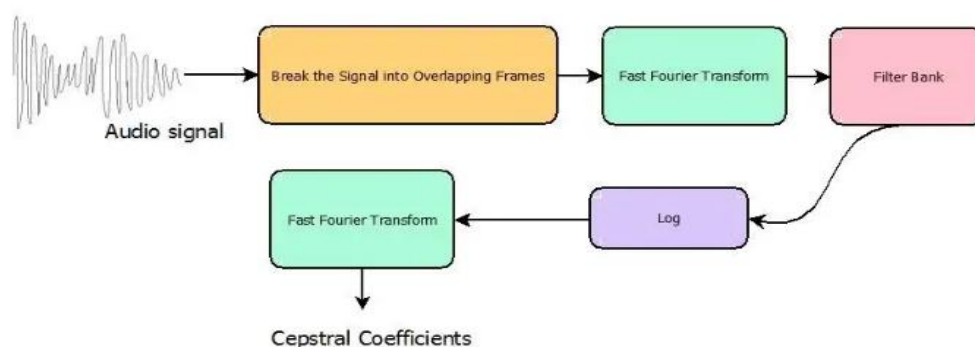 Break the Signal into Overlapping Frames
Fast Fourier Transform
Filter Bank
Audio signal
Fast Fourier Transform
Log
Cepstral Coefficients